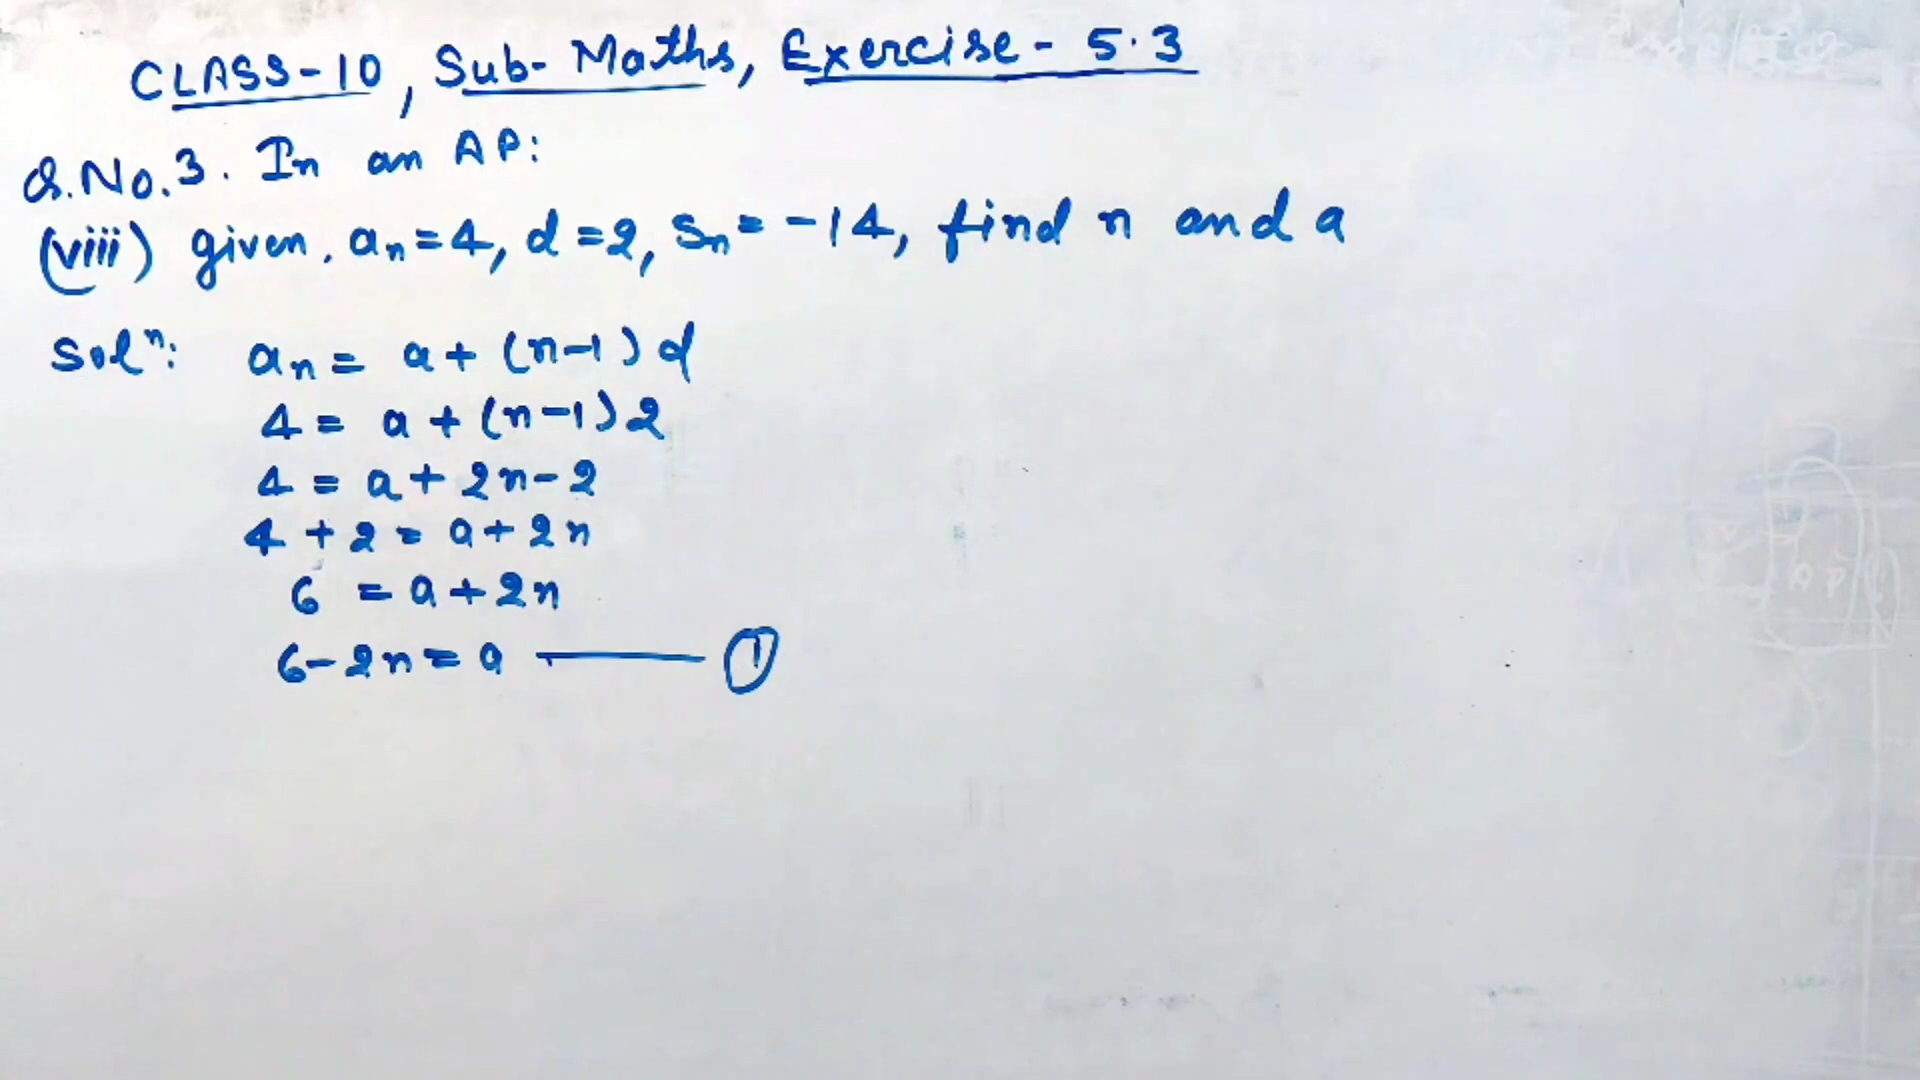 CLASS-10, Sub- Maths, Exercise - 5.3
Q.No.3. In an AP:
(viii) given, aₙ=4, d=2, Sₙ= -14, find n and a
Solⁿ: aₙ = a + (n-1)d
4 = a + (n-1)2
4 = a + 2n-2
4 + 2 = a + 2n
6 = a + 2n
6-2n = a ——— ①